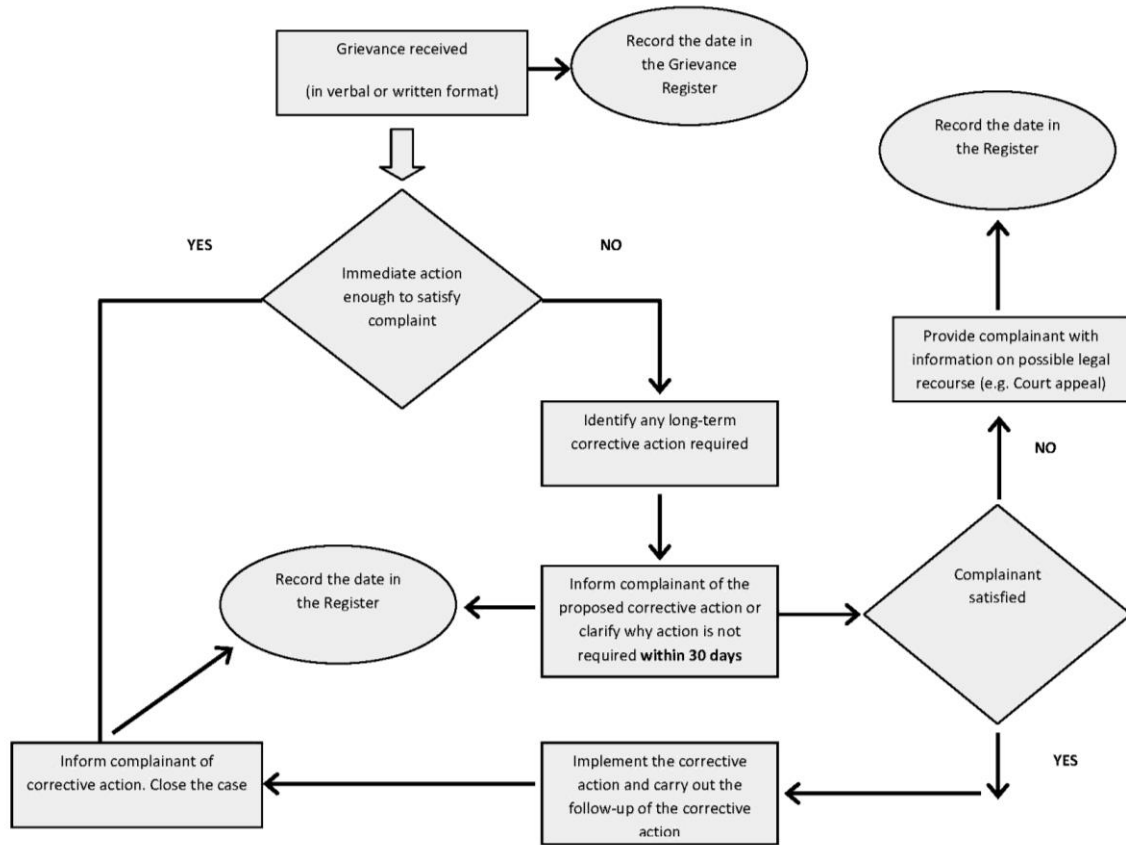 Grievance received
(in verbal or written format)
Record the date in
the Grievance
Register
Record the date in
the Register
YES
NO
Immediate action
enough to satisfy
complaint
Provide complainant with
information on possible legal
recourse (e.g. Court appeal)
Identify any long-term
corrective action required
NO
Record the date in
the Register
Inform complainant of the
proposed corrective action or
clarify why action is not
required within 30 days
Complainant
satisfied
Inform complainant of
corrective action. Close the case
Implement the corrective
action and carry out the
follow-up of the corrective
action
YES